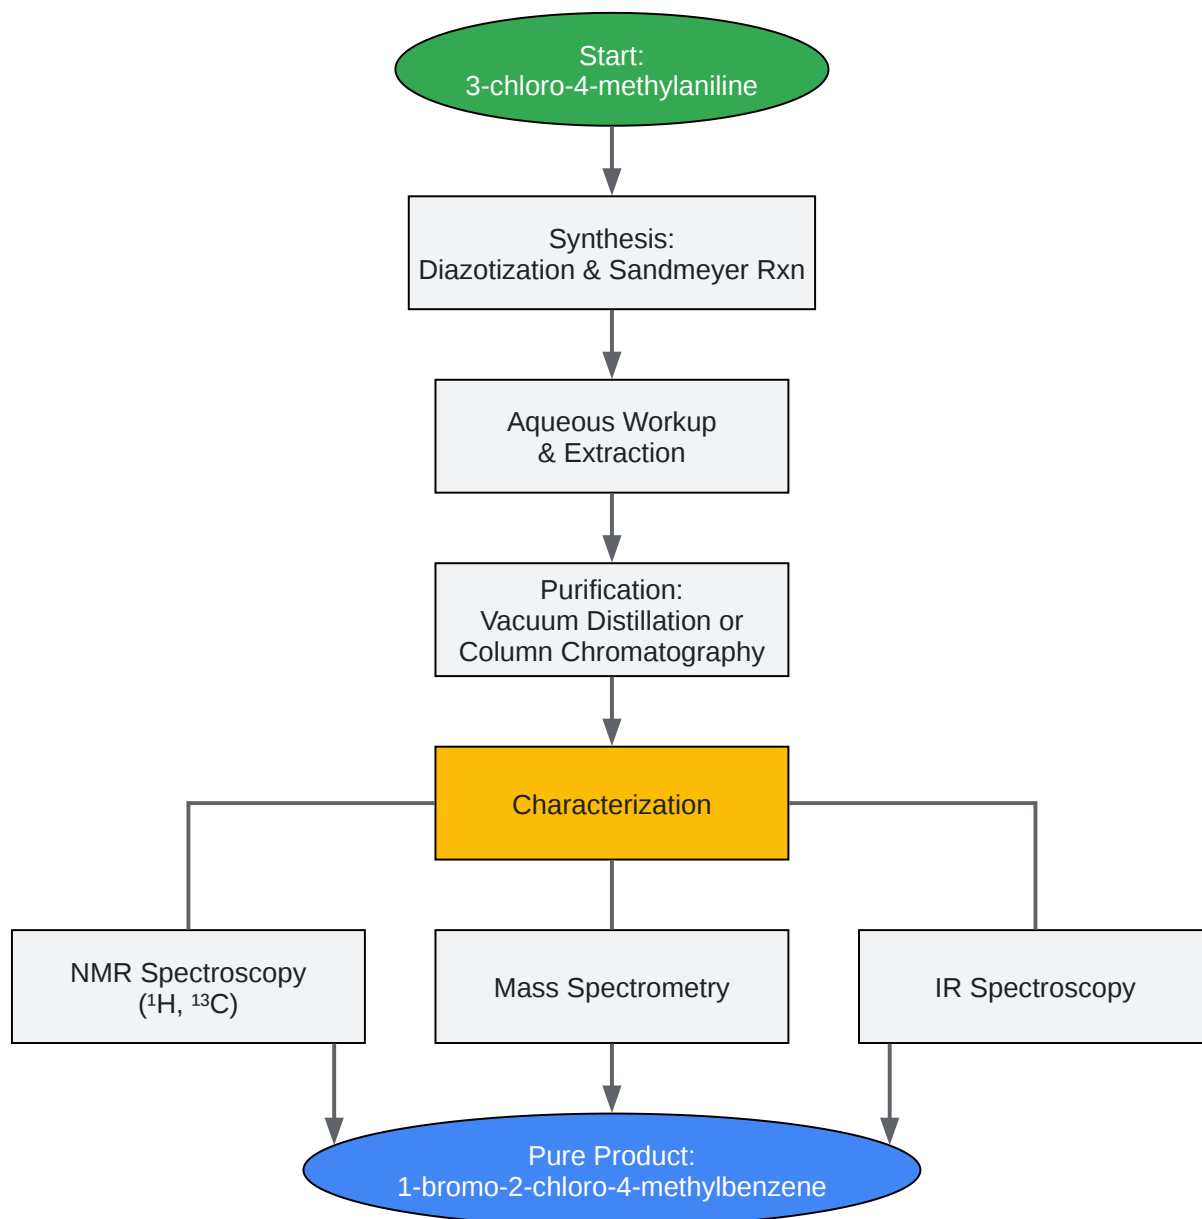 Start:
3-chloro-4-methylaniline
Synthesis:
Diazotization & Sandmeyer Rxn
Aqueous Workup
& Extraction
Purification:
Vacuum Distillation or
Column Chromatography
Characterization
NMR Spectroscopy
(¹H, ¹³C)
Mass Spectrometry
IR Spectroscopy
Pure Product:
1-bromo-2-chloro-4-methylbenzene